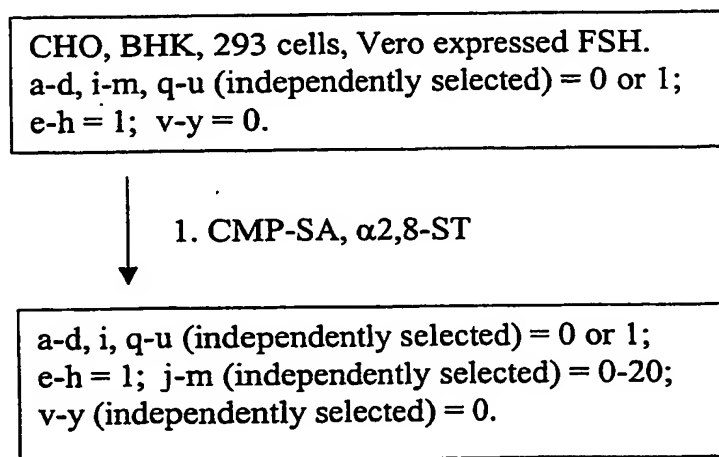 CHO, BHK, 293 cells, Vero expressed FSH.
a-d, i-m, q-u (independently selected) = 0 or 1;
e-h = 1; v-y = 0.
1. CMP-SA, α2,8-ST
a-d, i, q-u (independently selected) = 0 or 1;
e-h = 1; j-m (independently selected) = 0-20;
v-y (independently selected) = 0.